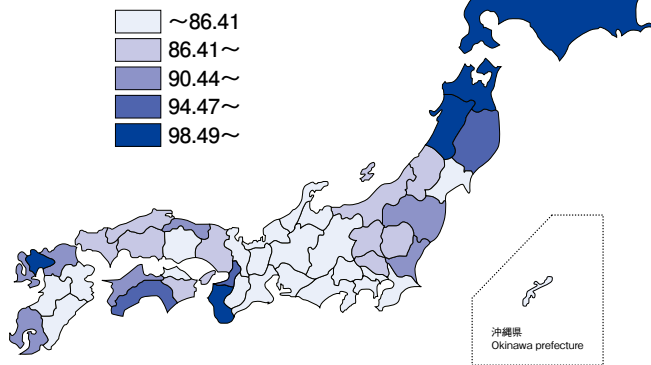 ～86.41
86.41～
90.44～
94.47～
98.49～
沖縄県
Okinawa prefecture